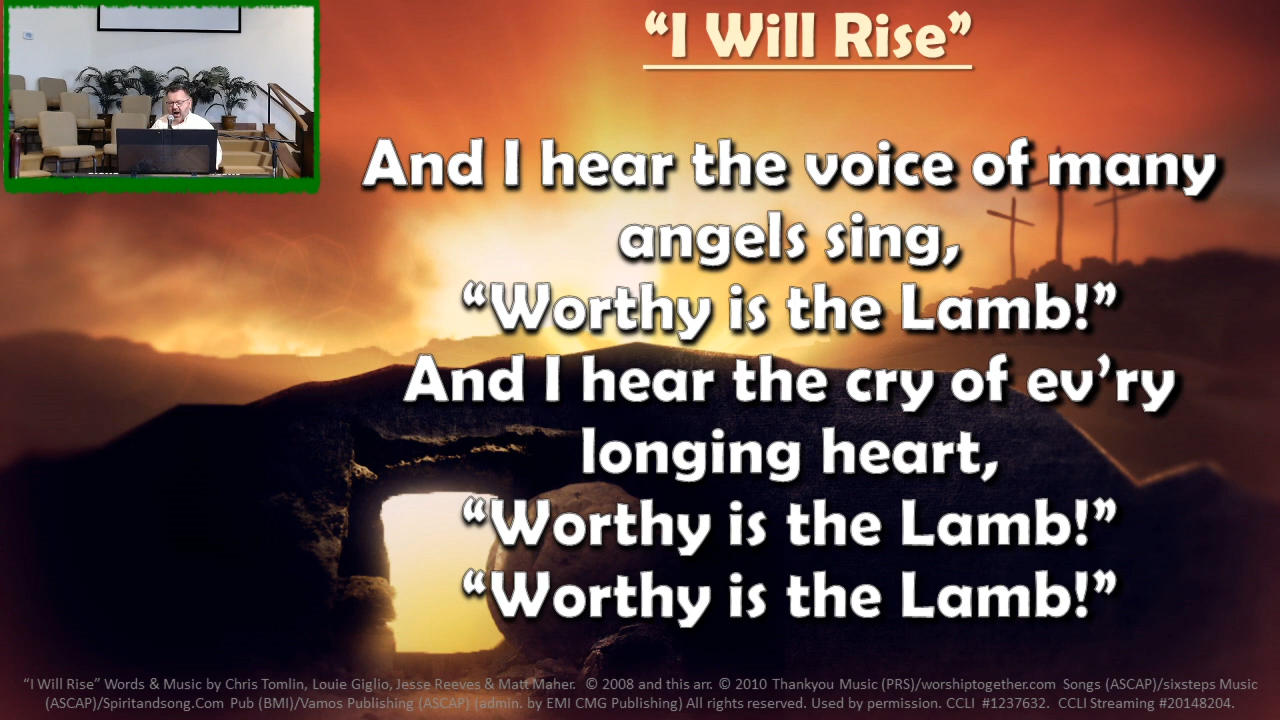 “I Will Rise”
And I hear the voice of many
angels sing,
“Worthy is the Lamb!”
And I hear the cry of ev’ry
longing heart,
“Worthy is the Lamb!”
“Worthy is the Lamb!”
“I Will Rise” Words & Music by Chris Tomlin, Louie Giglio, Jesse Reeves & Matt Maher. © 2008 and this arr. © 2010 Thankyou Music (PRS)/worshiptogether.com Songs (ASCAP)/sixsteps Music
(ASCAP)/Spiritandsong.Com Pub (BMI)/Vamos Publishing (ASCAP) (admin. by EMI CMG Publishing) All rights reserved. Used by permission. CCLI #1237632. CCLI Streaming #20148204.